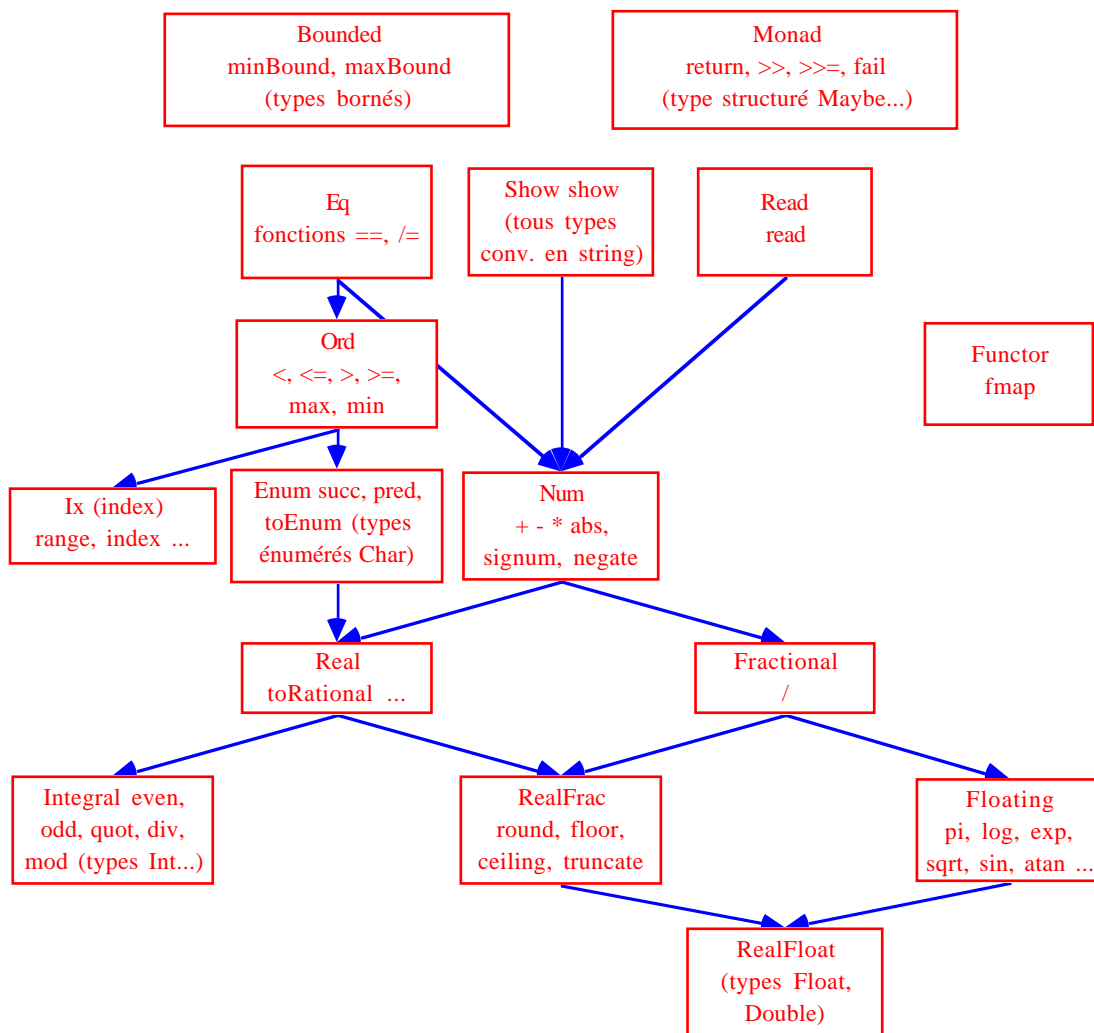 Bounded
minBound, maxBound
(types bornés)
Monad
return, >>, >>=, fail
(type structuré Maybe...)
Eq
fonctions ==, /=
Show show
(tous types
conv. en string)
Read
read
Ord
<, <=, >, >=,
max, min
Functor
fmap
Ix (index)
range, index ...
Enum succ, pred,
toEnum (types
énumérés Char)
Num
+ - * abs,
signum, negate
Real
toRational ...
Fractional
/
Integral even,
odd, quot, div,
mod (types Int...)
RealFrac
round, floor,
ceiling, truncate
Floating
pi, log, exp,
sqrt, sin, atan ...
RealFloat
(types Float,
Double)